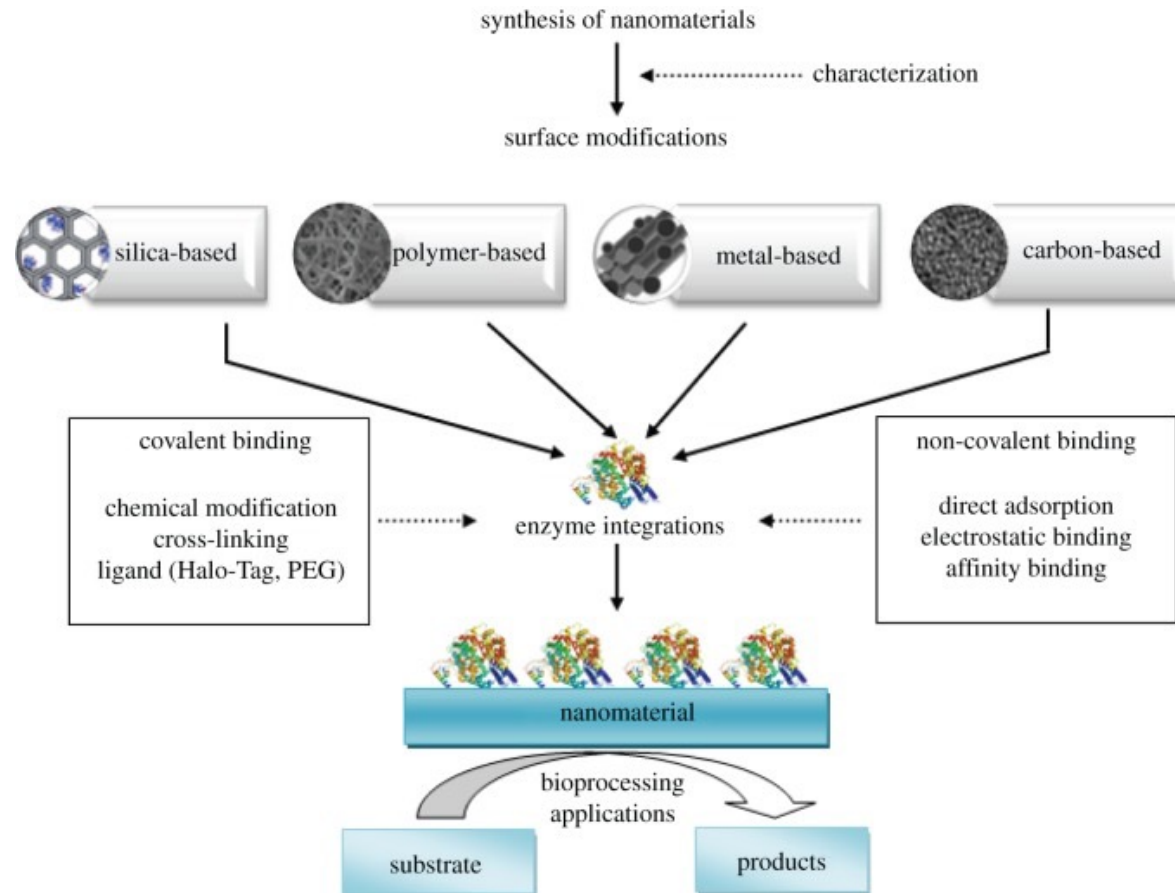 synthesis of nanomaterials
characterization
surface modifications
silica-based
polymer-based
metal-based
carbon-based
covalent binding
chemical modification
cross-linking
ligand (Halo-Tag, PEG)
enzyme integrations
non-covalent binding
direct adsorption
electrostatic binding
affinity binding
nanomaterial
bioprocessing
applications
substrate
products